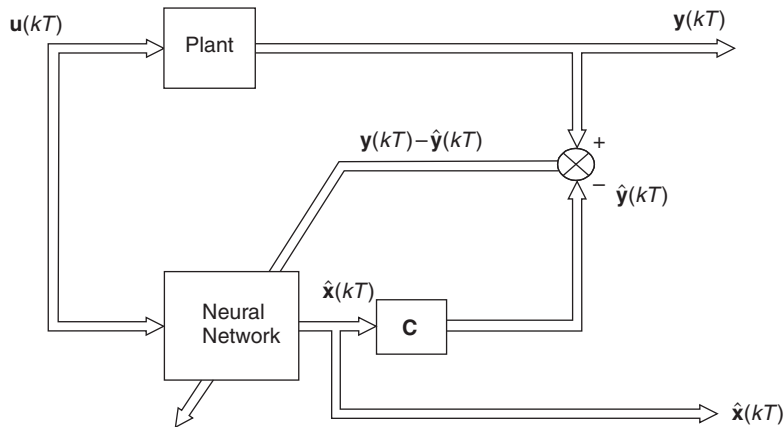 u(kT)
Plant
y(kT)
y(kT)−ŷ(kT)
+
−
ŷ(kT)
Neural
Network
x̂(kT)
C
x̂(kT)